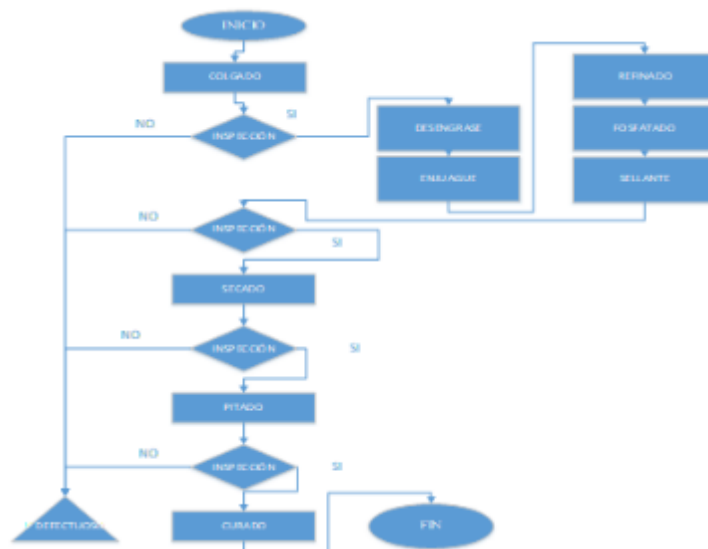 INICIO
COLGADO
INSPECCIÓN
NO
SI
DESENGRASE
ENJUAGUE
REFINADO
FOSFATADO
SELLANTE
INSPECCIÓN
NO
SI
SECADO
INSPECCIÓN
NO
SI
PITADO
INSPECCIÓN
NO
SI
CURADO
DEFECTUOSO
FIN